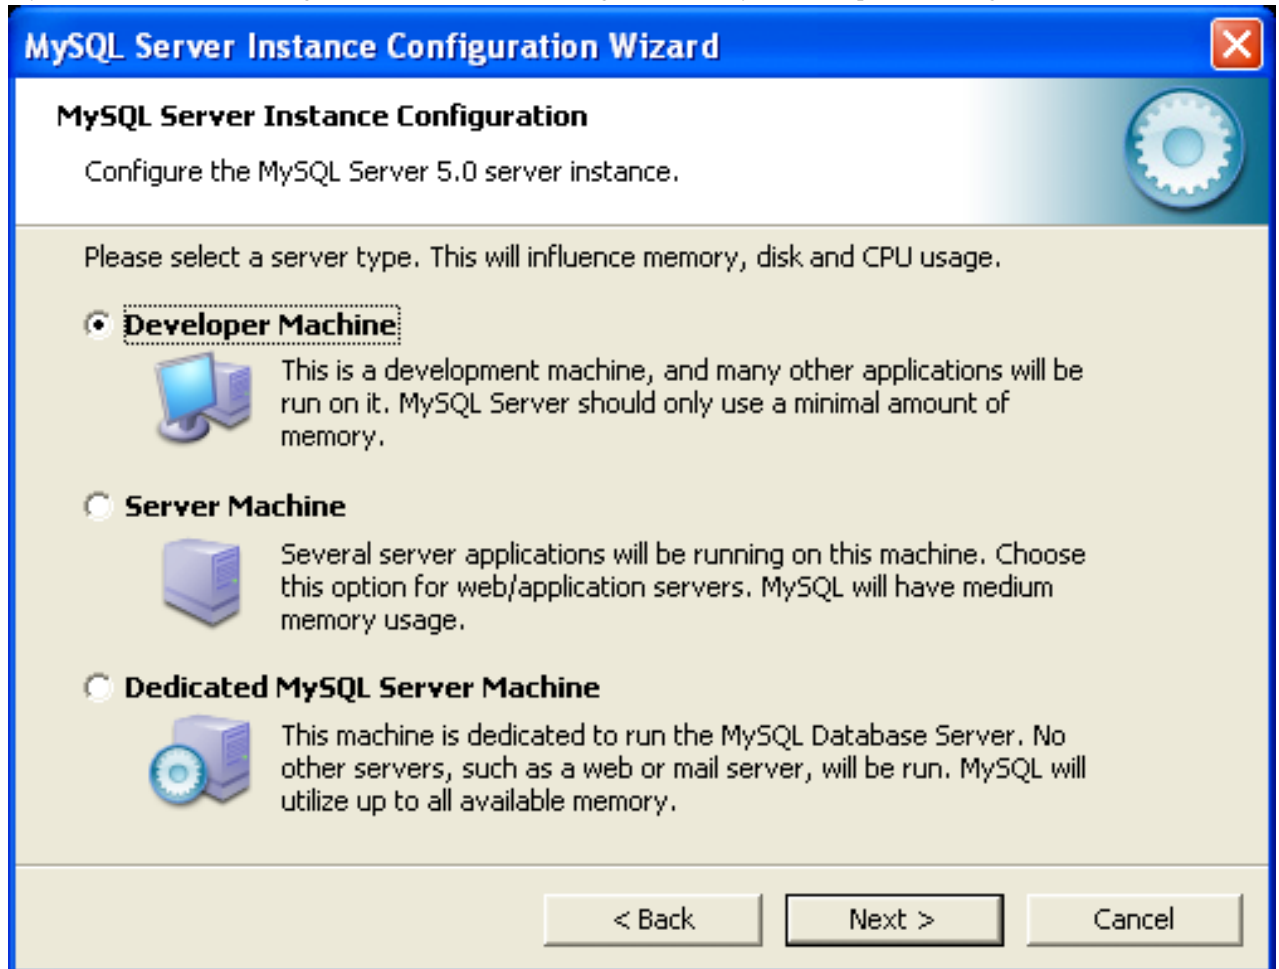 MySQL Server Instance Configuration Wizard
MySQL Server Instance Configuration
Configure the MySQL Server 5.0 server instance.
Please select a server type. This will influence memory, disk and CPU usage.
Developer Machine
This is a development machine, and many other applications will be
run on it. MySQL Server should only use a minimal amount of
memory.
Server Machine
Several server applications will be running on this machine. Choose
this option for web/application servers. MySQL will have medium
memory usage.
Dedicated MySQL Server Machine
This machine is dedicated to run the MySQL Database Server. No
other servers, such as a web or mail server, will be run. MySQL will
utilize up to all available memory.
< Back
Next >
Cancel